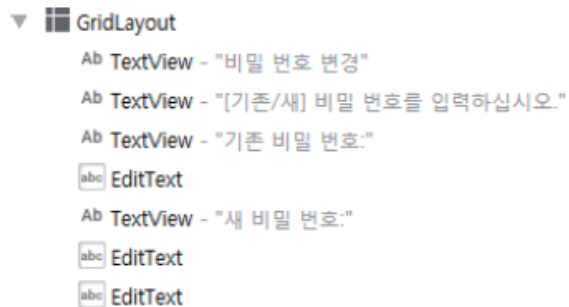 GridLayout
Ab TextView - "비밀 번호 변경"
Ab TextView - "[기존/새] 비밀 번호를 입력하십시오."
Ab TextView - "기존 비밀 번호:"
abc EditText
Ab TextView - "새 비밀 번호:"
abc EditText
abc EditText